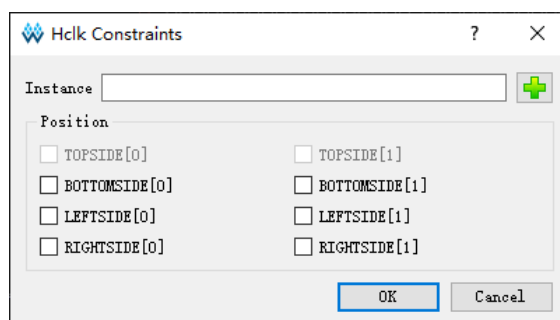 Hclk Constraints
Instance
Position
TOPSIDE[0] TOPSIDE[1]
BOTTOMSIDE[0] BOTTOMSIDE[1]
LEFTSIDE[0] LEFTSIDE[1]
RIGHTSIDE[0] RIGHTSIDE[1]
OK Cancel